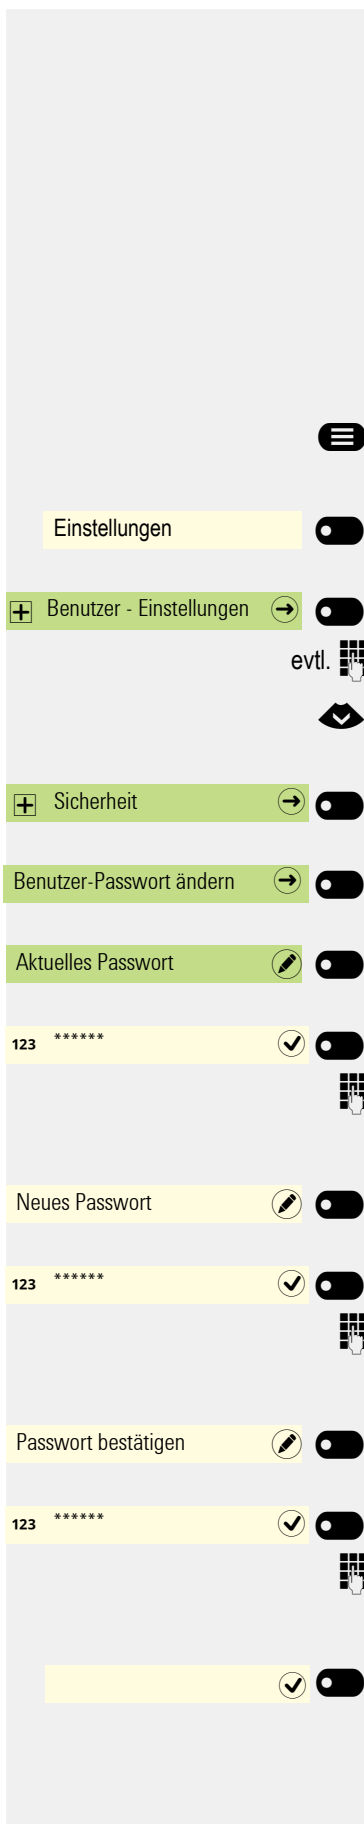 Einstellungen
Benutzer - Einstellungen
evtl.
Sicherheit
Benutzer-Passwort ändern
Aktuelles Passwort
123 ******
Neues Passwort
123 ******
Passwort bestätigen
123 ******